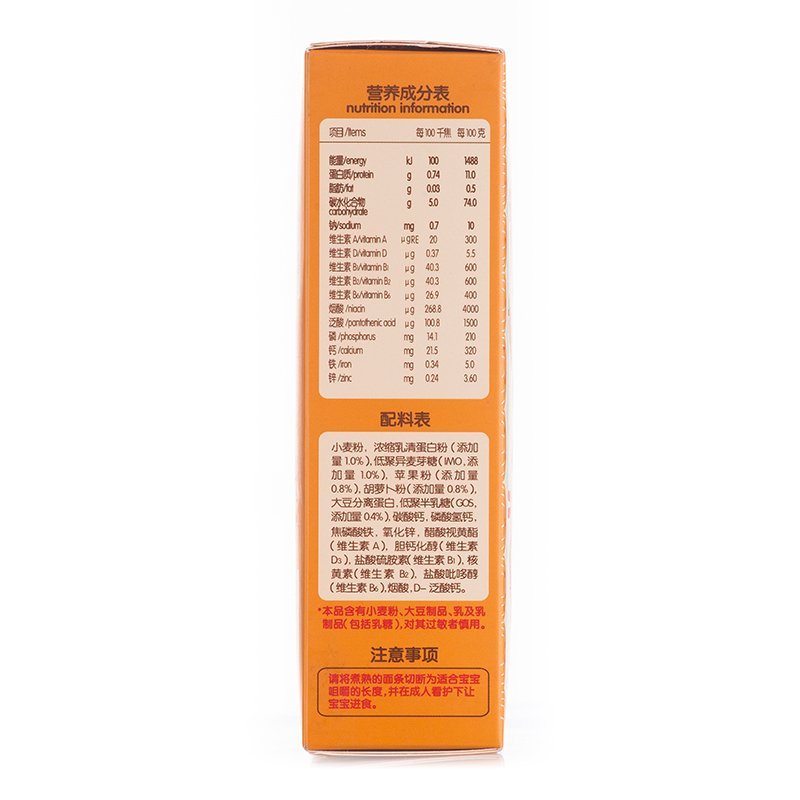 营养成分表
nutrition information
项目/Items 每100千焦 每100克
能量/energy kJ 100 1488
蛋白质/protein g 0.74 11.0
脂肪/fat g 0.03 0.5
碳水化合物 g 5.0 74.0
carbohydrate
钠/sodium mg 0.7 10
维生素 A/vitamin A μgRE 20 300
维生素 D/vitamin D μg 0.37 5.5
维生素 B₁/vitamin B₁ μg 40.3 600
维生素 B₂/vitamin B₂ μg 40.3 600
维生素 B₆/vitamin B₆ μg 26.9 400
烟酸 /niacin μg 268.8 4000
泛酸 /pantothenic acid μg 100.8 1500
磷 /phosphorus mg 14.1 210
钙 /calcium mg 21.5 320
铁 /iron mg 0.34 5.0
锌 /zinc mg 0.24 3.60
配料表
小麦粉，浓缩乳清蛋白粉（添加
量1.0%），低聚异麦芽糖（IMO，添
加量1.0%），苹果粉（添加量
0.8%），胡萝卜粉（添加量0.8%），
大豆分离蛋白，低聚半乳糖（GOS，
添加量0.4%），碳酸钙，磷酸氢钙，
焦磷酸铁，氧化锌，醋酸视黄酯
（维生素 A），胆钙化醇（维生素
D₃），盐酸硫胺素（维生素 B₁），核
黄素（维生素 B₂），盐酸吡哆醇
（维生素 B₆），烟酸，D-泛酸钙。
*本品含有小麦粉、大豆制品、乳及乳
制品（包括乳糖），对其过敏者慎用。
注意事项
请将煮熟的面条切断为适合宝宝
咀嚼的长度，并在成人看护下让
宝宝进食。